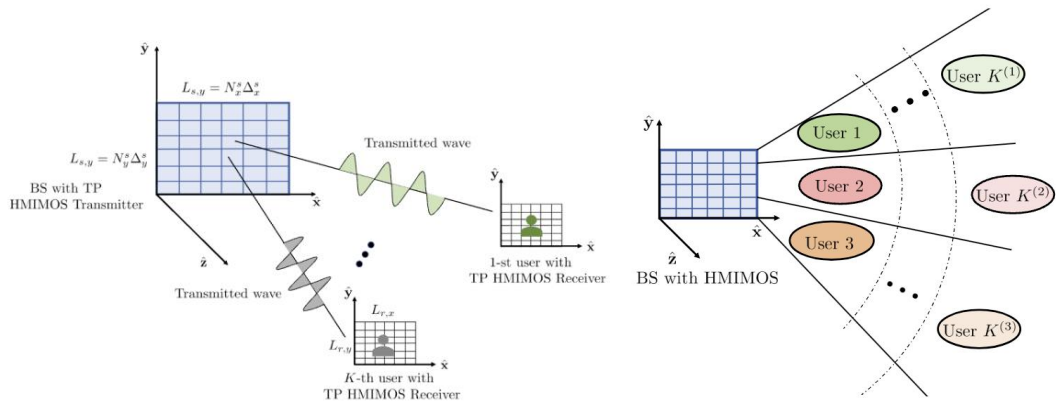 ŷ
L_{s,y} = N_x^s Δ_x^s
L_{s,y} = N_y^s Δ_y^s
BS with TP
HMIMOS Transmitter
x̂
ẑ
Transmitted wave
ŷ
x̂
1-st user with
TP HMIMOS Receiver
Transmitted wave
ŷ
L_{r,x}
L_{r,y}
x̂
K-th user with
TP HMIMOS Receiver
ŷ
x̂
ẑ
BS with HMIMOS
User 1
User 2
User 3
User K^{(1)}
User K^{(2)}
User K^{(3)}